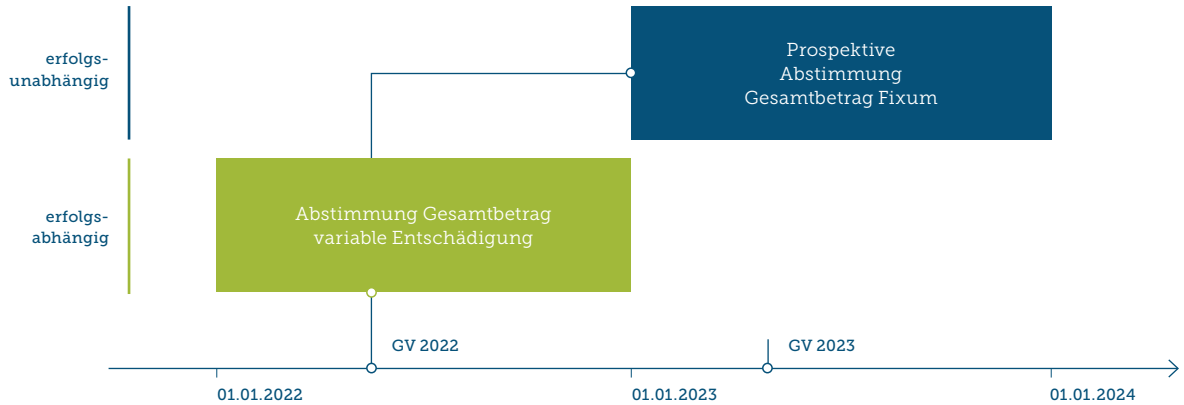 erfolgs-
unabhängig
Prospektive
Abstimmung
Gesamtbetrag Fixum
erfolgs-
abhängig
Abstimmung Gesamtbetrag
variable Entschädigung
GV 2022
GV 2023
01.01.2022
01.01.2023
01.01.2024